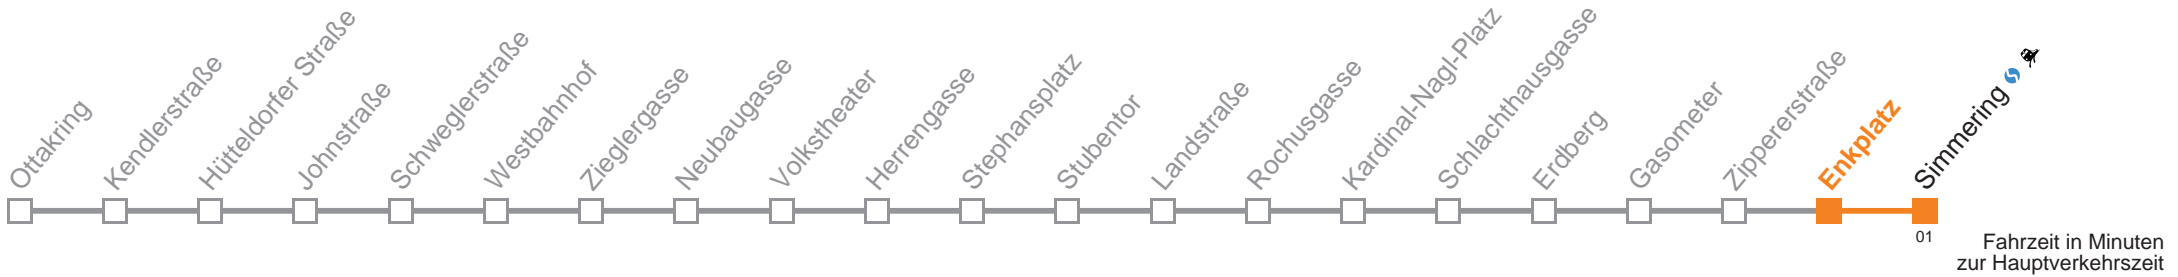 Ottakring
Kendlerstraße
Hütteldorfer Straße
Johnstraße
Schweglerstraße
Westbahnhof
Zieglergasse
Neubaugasse
Volkstheater
Herrengasse
Stephansplatz
Stubentor
Landstraße
Rochusgasse
Kardinal-Nagl-Platz
Schlachthausgasse
Erdberg
Gasometer
Zippererstraße
Enkplatz
Simmering
01
Fahrzeit in Minuten
zur Hauptverkehrszeit